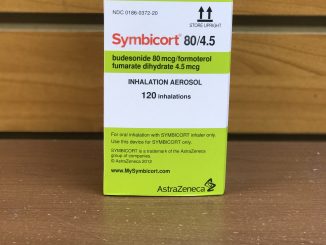 NDC 0186-0372-20
STORE UPRIGHT
Symbicort® 80/4.5
budesonide 80 mcg/formoterol
fumarate dihydrate 4.5 mcg
INHALATION AEROSOL
120 inhalations
For oral inhalation with SYMBICORT inhaler only.
Use this device for SYMBICORT only.
SYMBICORT is a trademark of the AstraZeneca
group of companies.
© AstraZeneca 2012
www.MySymbicort.com
AstraZeneca